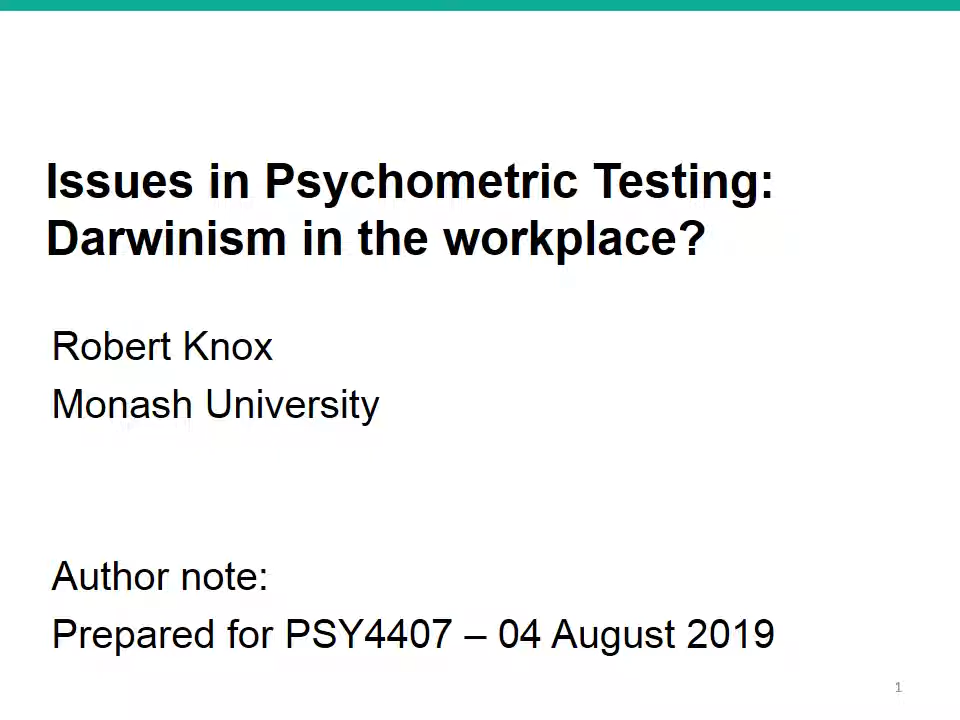 Issues in Psychometric Testing:
Darwinism in the workplace?
Robert Knox
Monash University
Author note:
Prepared for PSY4407 – 04 August 2019
1